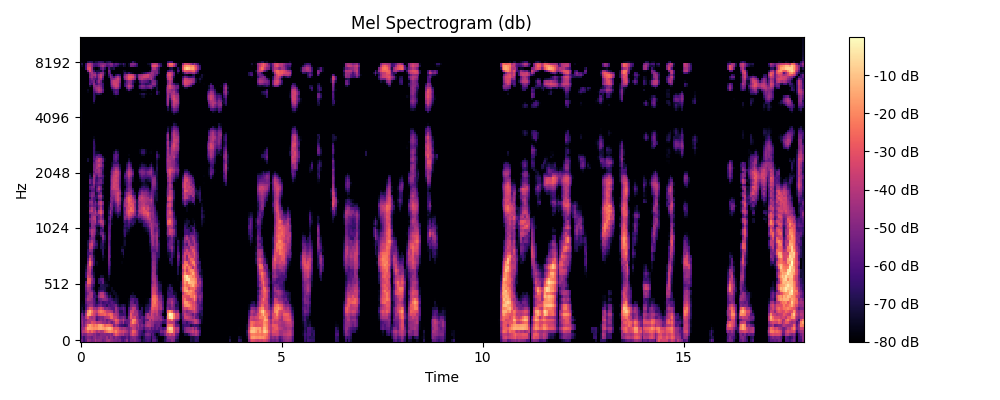 Mel Spectrogram (db)
8192
4096
2048
1024
512
0
Hz
0 5 10 15
Time
-10 dB
-20 dB
-30 dB
-40 dB
-50 dB
-60 dB
-70 dB
-80 dB